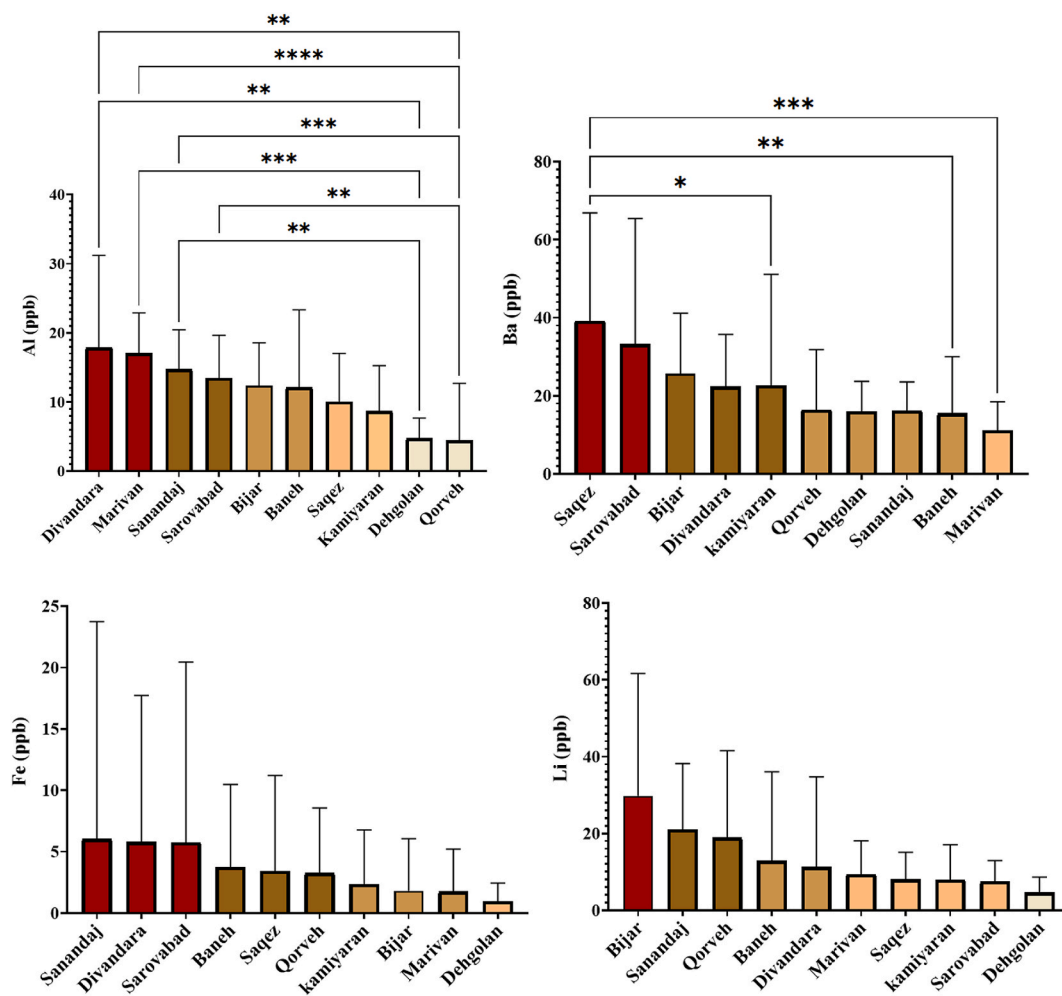 **
****
**
***
***
**
**
Al (ppb)
40
30
20
10
0
Divandara
Marivan
Sanandaj
Sarovabad
Bijar
Baneh
Saqez
Kamiyaran
Dehgolan
Qorveh
***
**
*
Ba (ppb)
80
60
40
20
0
Saqez
Sarovabad
Bijar
Divandara
kamiyaran
Qorveh
Dehgolan
Sanandaj
Baneh
Marivan
Fe (ppb)
25
20
15
10
5
0
Sanandaj
Divandara
Sarovabad
Baneh
Saqez
Qorveh
kamiyaran
Bijar
Marivan
Dehgolan
Li (ppb)
80
60
40
20
0
Bijar
Sanandaj
Qorveh
Baneh
Divandara
Marivan
Saqez
kamiyaran
Sarovabad
Dehgolan